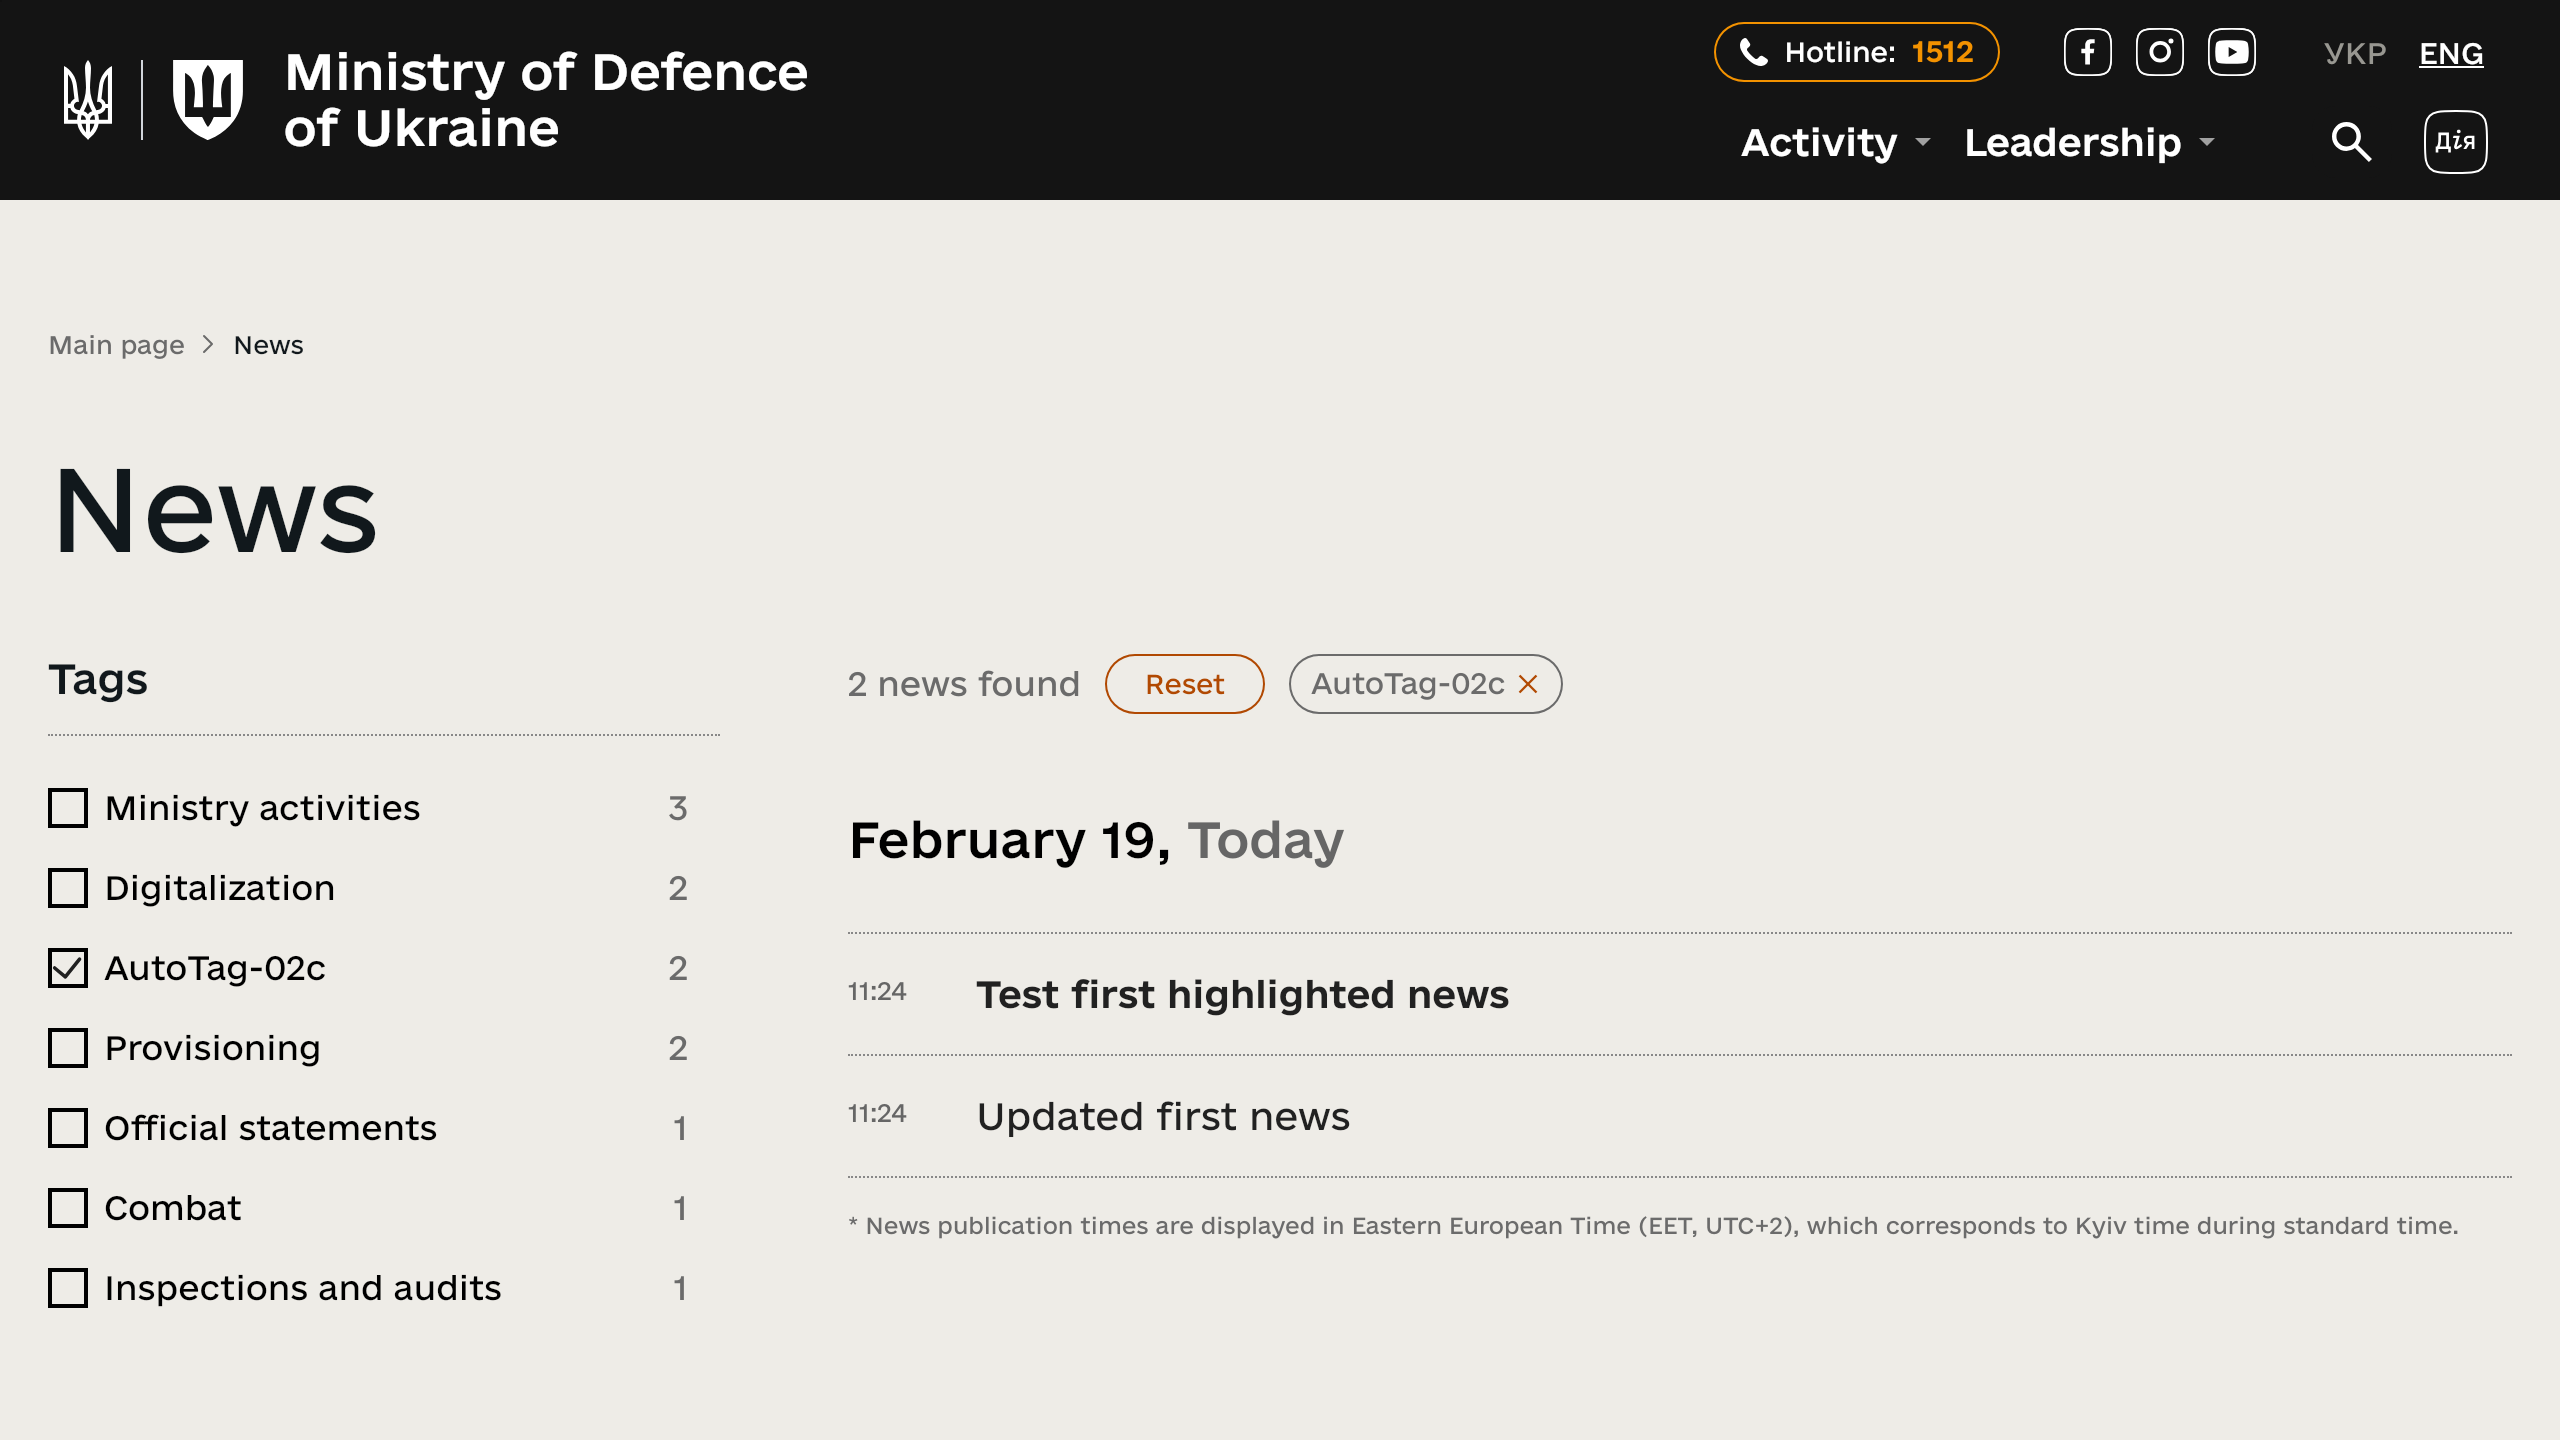 Ministry of Defence
of Ukraine
Hotline: 1512
УКР ENG
Activity Leadership
Дія
Main page News
News
Tags
Ministry activities 3
Digitalization 2
AutoTag-02c 2
Provisioning 2
Official statements 1
Combat 1
Inspections and audits 1
2 news found Reset AutoTag-02c
February 19, Today
11:24 Test first highlighted news
11:24 Updated first news
* News publication times are displayed in Eastern European Time (EET, UTC+2), which corresponds to Kyiv time during standard time.